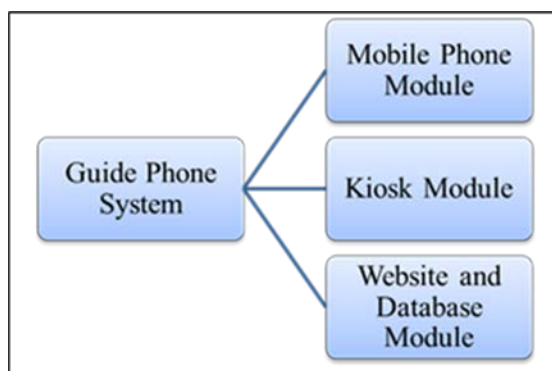 Mobile Phone
Module
Guide Phone
System
Kiosk Module
Website and
Database
Module